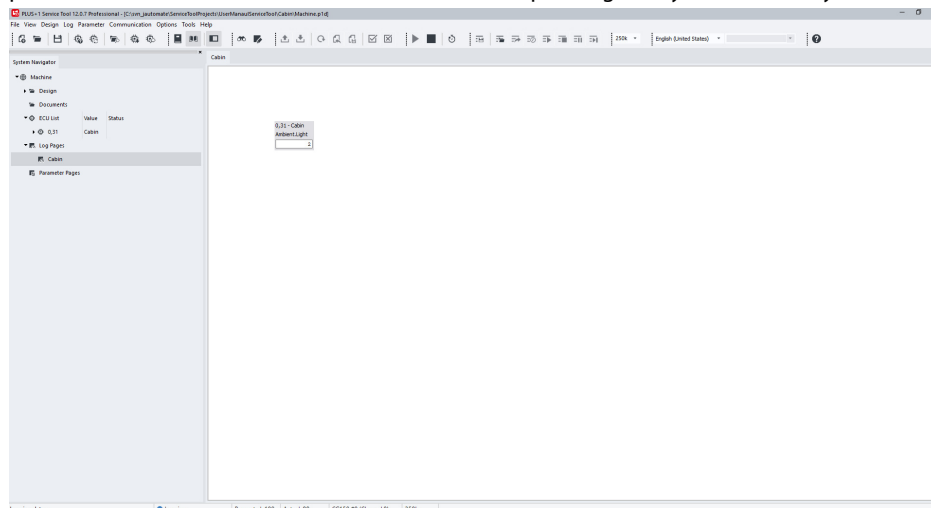 PLUS+1 Service Tool 12.0.7 Professional - [C:\svn_jautomate\ServiceToolProjects\UserManaulServiceTool\Cabin\Machine.p1d]
File View Design Log Parameter Communication Options Tools Help
250k
English (United States)
System Navigator
Cabin
Machine
Design
Documents
ECU List Value Status
0,31 Cabin
Log Pages
Cabin
Parameter Pages
0,31 - Cabin
Ambient.Light